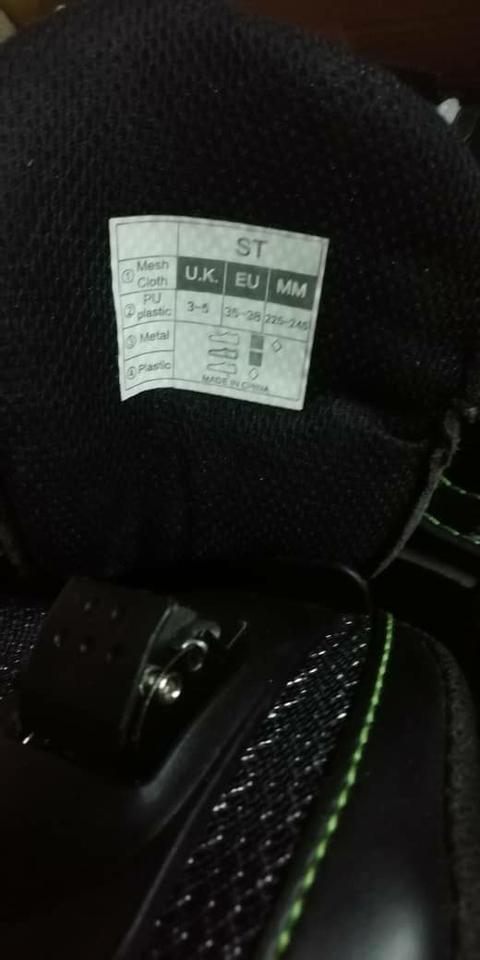 ST
① Mesh Cloth U.K. EU MM
② PU plastic 3-5 35-38 225-245
③ Metal
④ Plastic
MADE IN CHINA